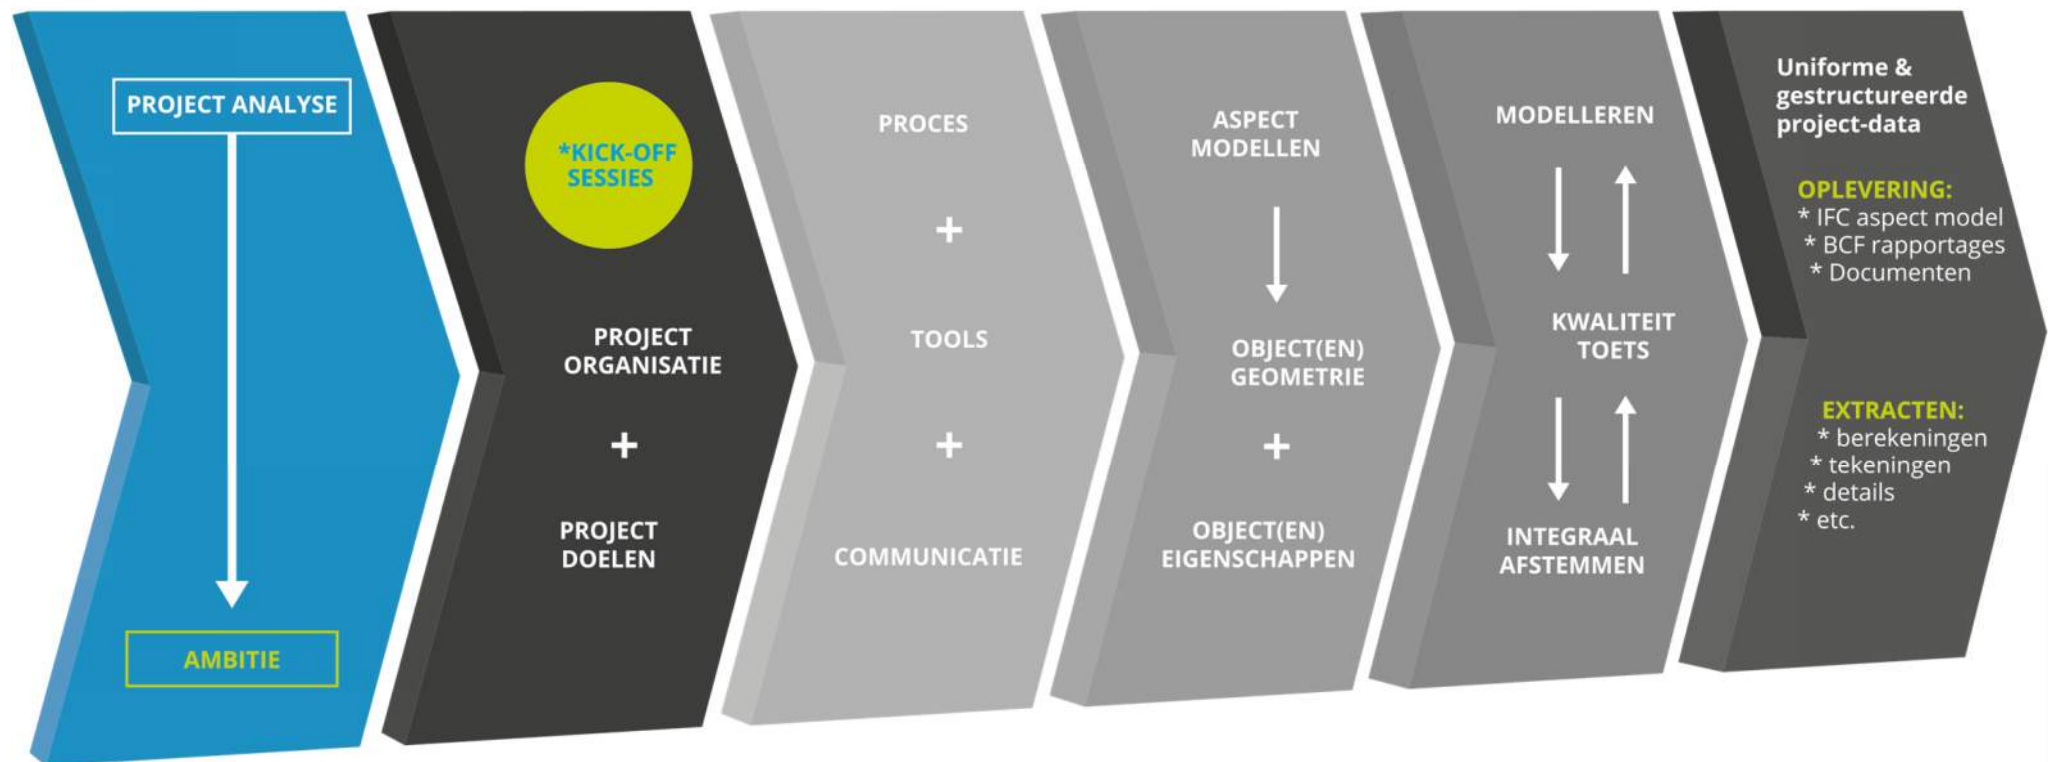 PROJECT ANALYSE
AMBITIE
*KICK-OFF
SESSIES
PROJECT
ORGANISATIE
+
PROJECT
DOELEN
PROCES
+
TOOLS
+
COMMUNICATIE
ASPECT
MODELLEN
OBJECT(EN)
GEOMETRIE
+
OBJECT(EN)
EIGENSCHAPPEN
MODELLEREN
KWALITEIT
TOETS
INTEGRAAL
AFSTEMMEN
Uniforme &
gestructureerde
project-data
OPLEVERING:
* IFC aspect model
* BCF rapportages
* Documenten
EXTRACTEN:
* berekeningen
* tekeningen
* details
* etc.